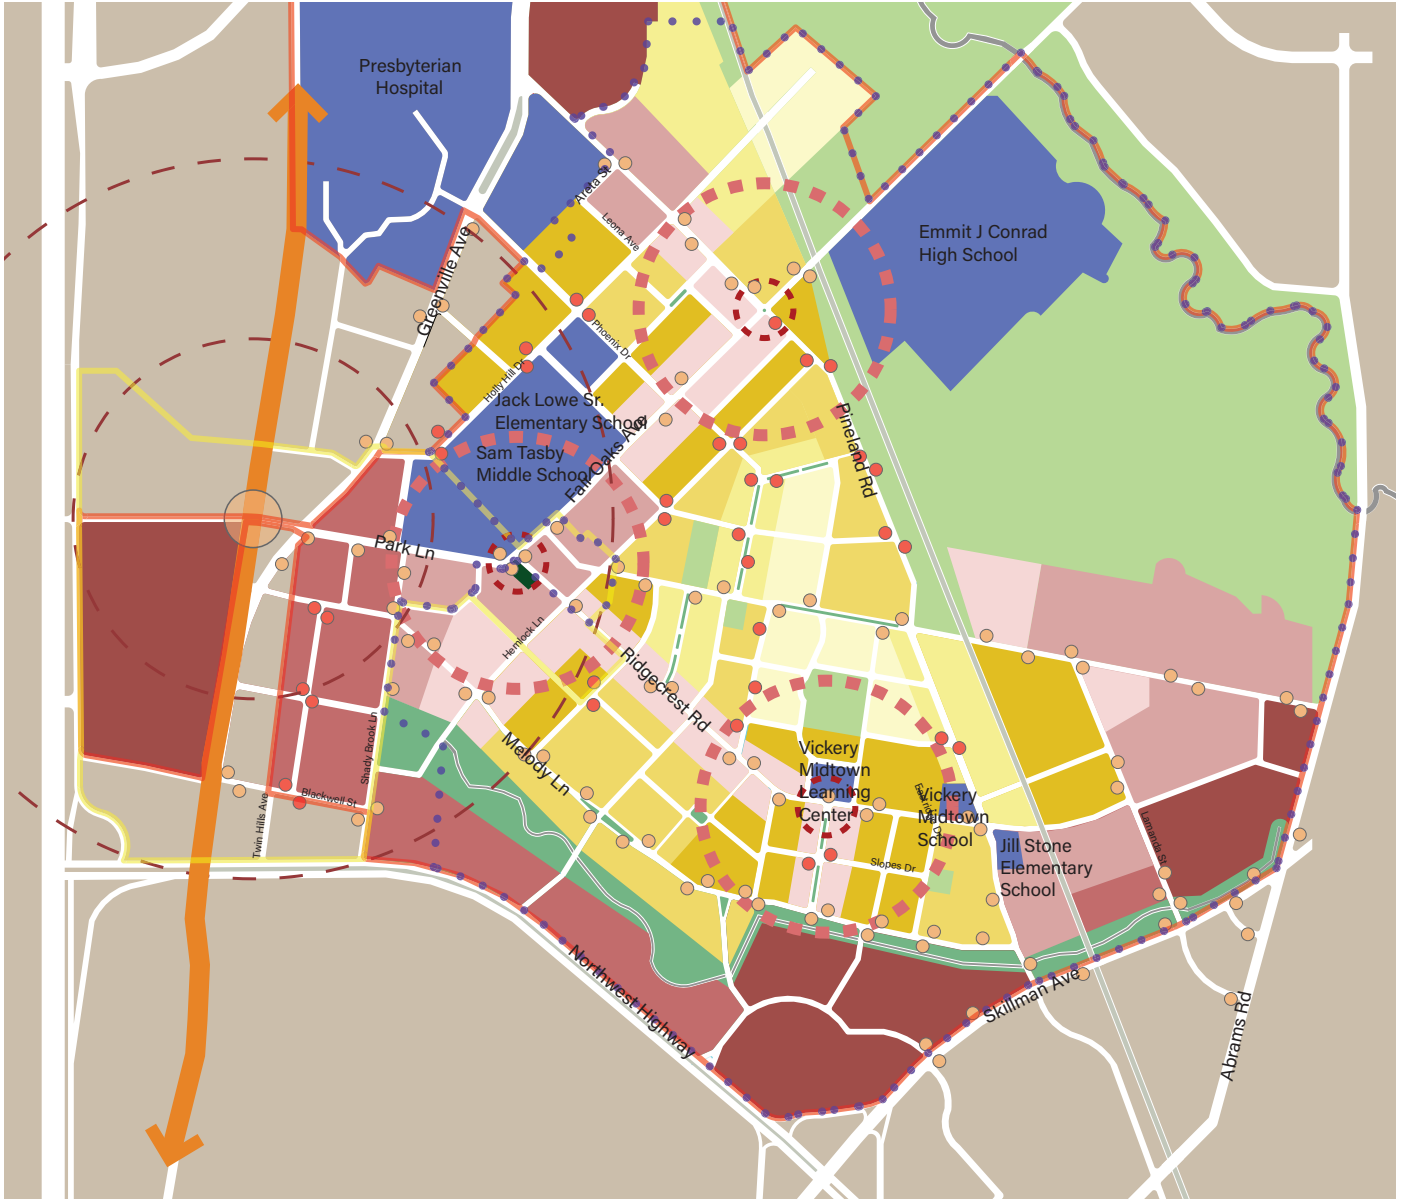 Presbyterian
Hospital
Areta St
Leona Ave
Emmit J Conrad
High School
Greenville Ave
Phoenix Dr
Holly Hill Dr
Jack Lowe Sr.
Elementary School
Sam Tasby
Middle School
Fair Oaks Ave
Pineland Rd
Park Ln
Hemlock Ln
Ridgecrest Rd
Shady Brook Ln
Melody Ln
Vickery
Midtown
Learning
Center
Vickery
Midtown
School
Blackwell St
Twin Hills Ave
Jill Stone
Elementary
School
Lamanda St
Slopes Dr
Northwest Highway
Skillman Ave
Abrams Rd